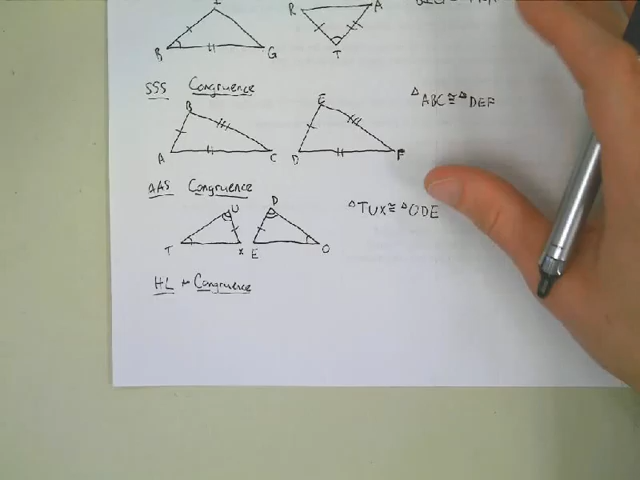 I
R A
B G
T
SSS Congruence
B
E
△ABC≅△DEF
A C D F
AAS Congruence
U D
△TUX≅△ODE
T X E O
HL Congruence